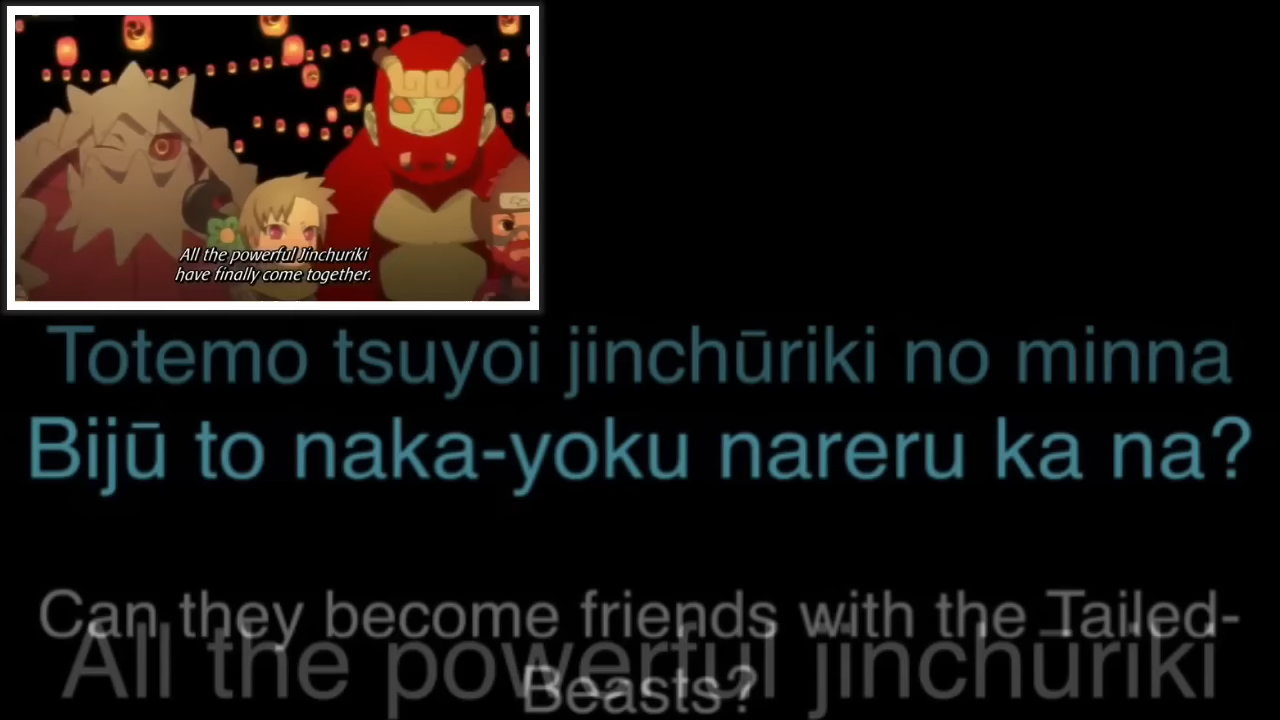 All the powerful Jinchuriki
have finally come together.
Totemo tsuyoi jinchūriki no minna
Bijū to naka-yoku nareru ka na?
Can they become friends with the Tailed-
Beasts?
All the powerful jinchūriki